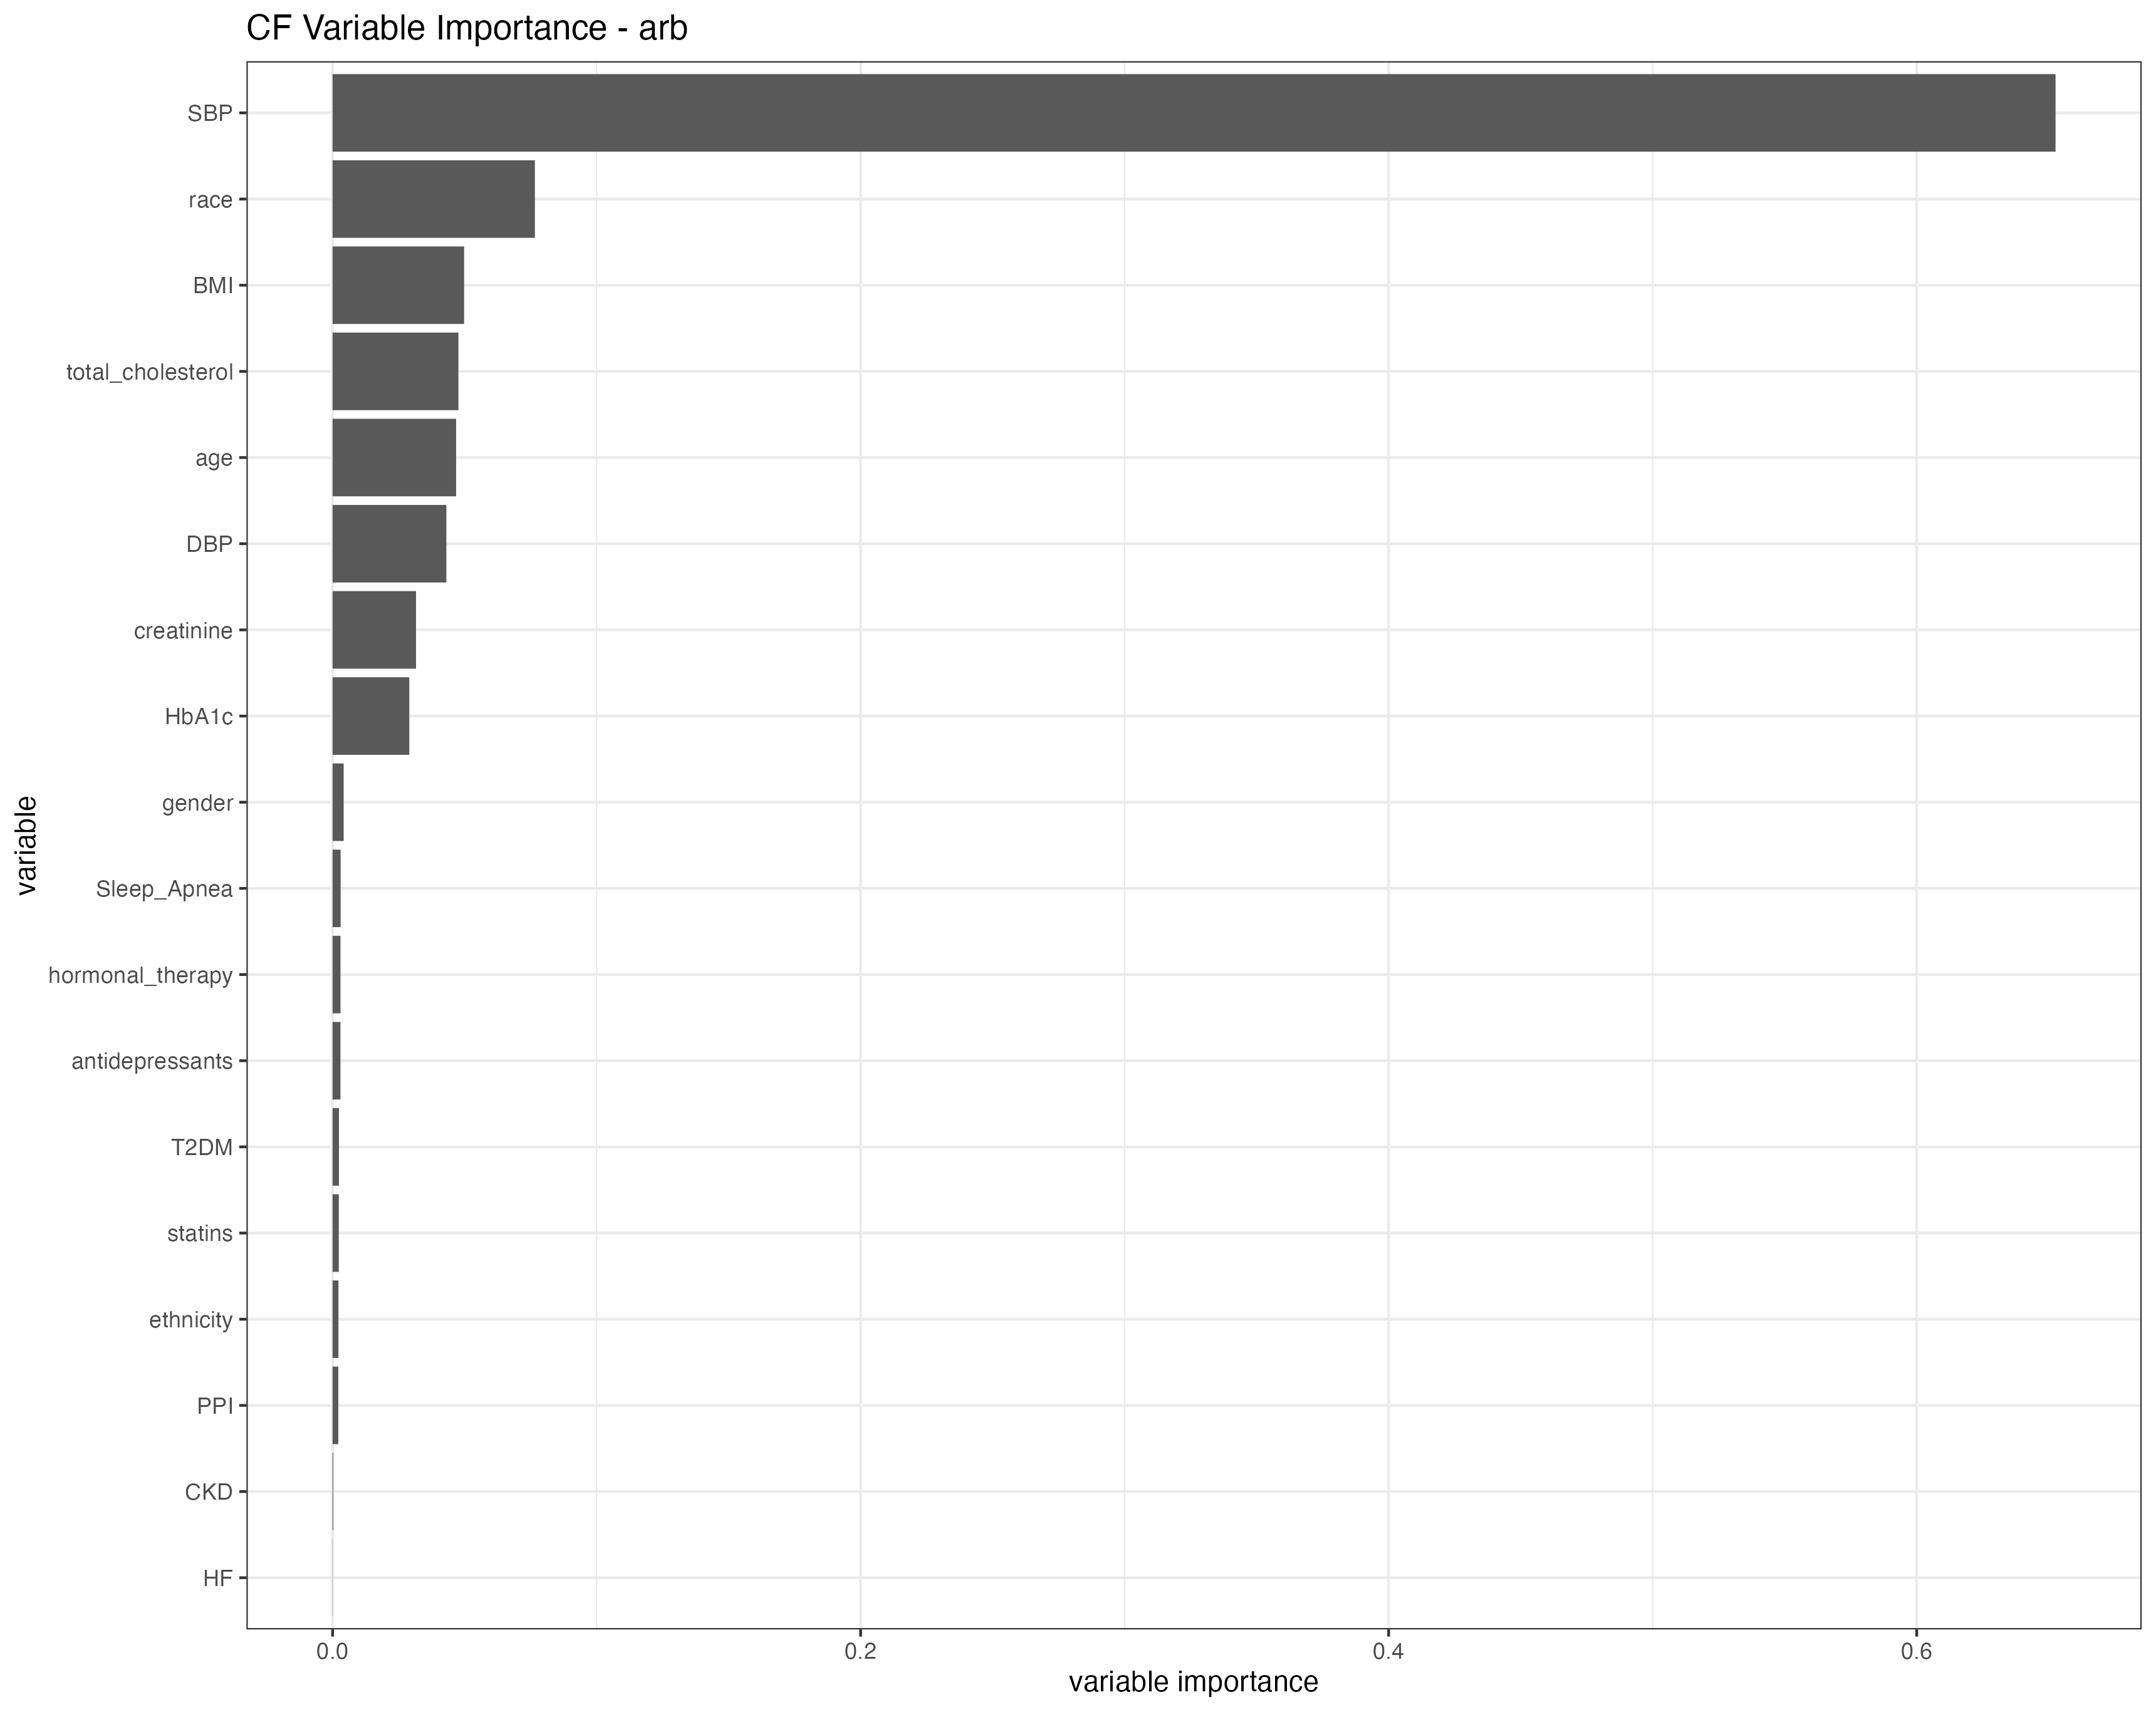 CF Variable Importance - arb
SBP
race
BMI
total_cholesterol
age
DBP
creatinine
HbA1c
gender
Sleep_Apnea
hormonal_therapy
antidepressants
T2DM
statins
ethnicity
PPI
CKD
HF
variable
0.0 0.2 0.4 0.6
variable importance